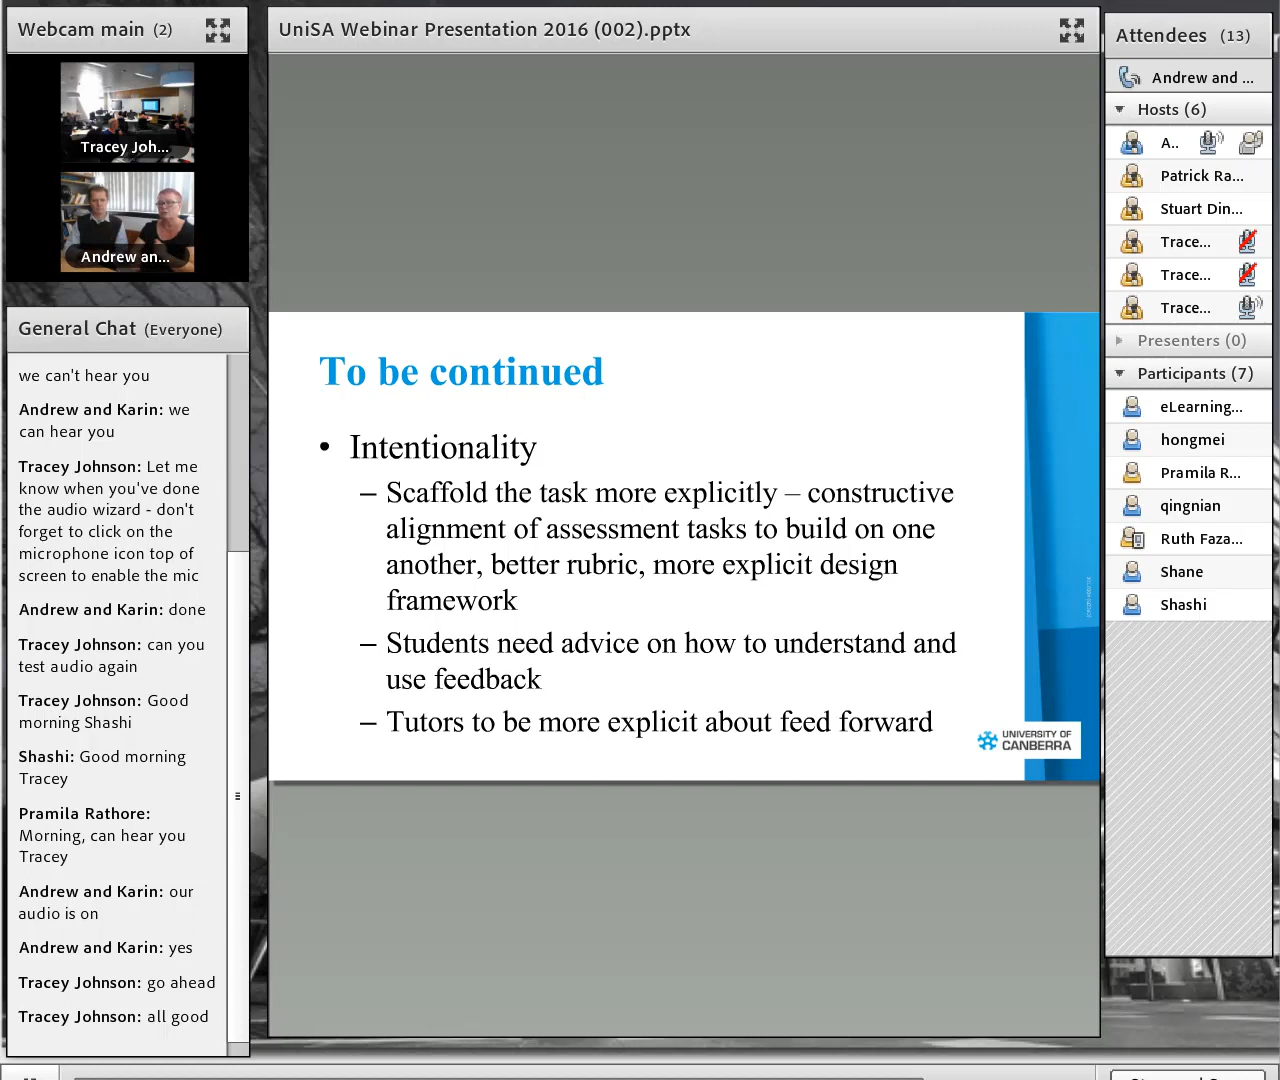 Webcam main (2)
Tracey Joh...
Andrew an...
General Chat (Everyone)
we can't hear you
Andrew and Karin: we
can hear you
Tracey Johnson: Let me
know when you've done
the audio wizard - don't
forget to click on the
microphone icon top of
screen to enable the mic
Andrew and Karin: done
Tracey Johnson: can you
test audio again
Tracey Johnson: Good
morning Shashi
Shashi: Good morning
Tracey
Pramila Rathore:
Morning, can hear you
Tracey
Andrew and Karin: our
audio is on
Andrew and Karin: yes
Tracey Johnson: go ahead
Tracey Johnson: all good
UniSA Webinar Presentation 2016 (002).pptx
To be continued
• Intentionality
– Scaffold the task more explicitly – constructive
alignment of assessment tasks to build on one
another, better rubric, more explicit design
framework
– Students need advice on how to understand and
use feedback
– Tutors to be more explicit about feed forward
UNIVERSITY OF
CANBERRA
Attendees (13)
Andrew and ...
Hosts (6)
A..
Patrick Ra...
Stuart Din...
Trace...
Trace...
Trace...
Presenters (0)
Participants (7)
eLearning...
hongmei
Pramila R...
qingnian
Ruth Faza...
Shane
Shashi